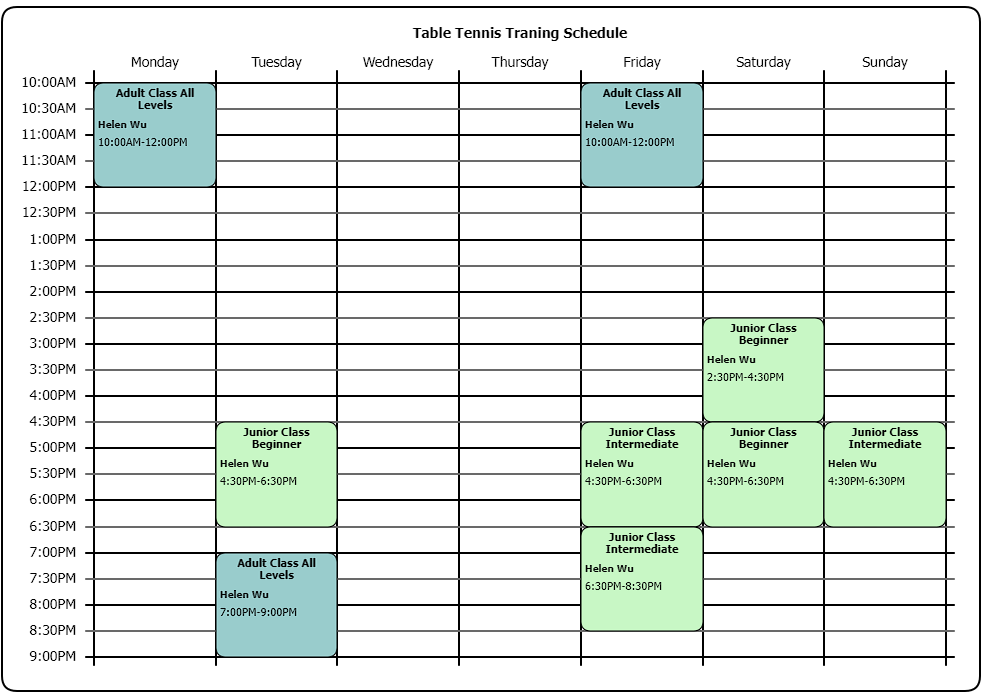 Table Tennis Traning Schedule
Monday Tuesday Wednesday Thursday Friday Saturday Sunday
10:00AM
10:30AM
11:00AM
11:30AM
12:00PM
12:30PM
1:00PM
1:30PM
2:00PM
2:30PM
3:00PM
3:30PM
4:00PM
4:30PM
5:00PM
5:30PM
6:00PM
6:30PM
7:00PM
7:30PM
8:00PM
8:30PM
9:00PM
Adult Class All
Levels
Helen Wu
10:00AM-12:00PM
Junior Class
Beginner
Helen Wu
4:30PM-6:30PM
Adult Class All
Levels
Helen Wu
7:00PM-9:00PM
Adult Class All
Levels
Helen Wu
10:00AM-12:00PM
Junior Class
Intermediate
Helen Wu
4:30PM-6:30PM
Junior Class
Intermediate
Helen Wu
6:30PM-8:30PM
Junior Class
Beginner
Helen Wu
2:30PM-4:30PM
Junior Class
Beginner
Helen Wu
4:30PM-6:30PM
Junior Class
Intermediate
Helen Wu
4:30PM-6:30PM